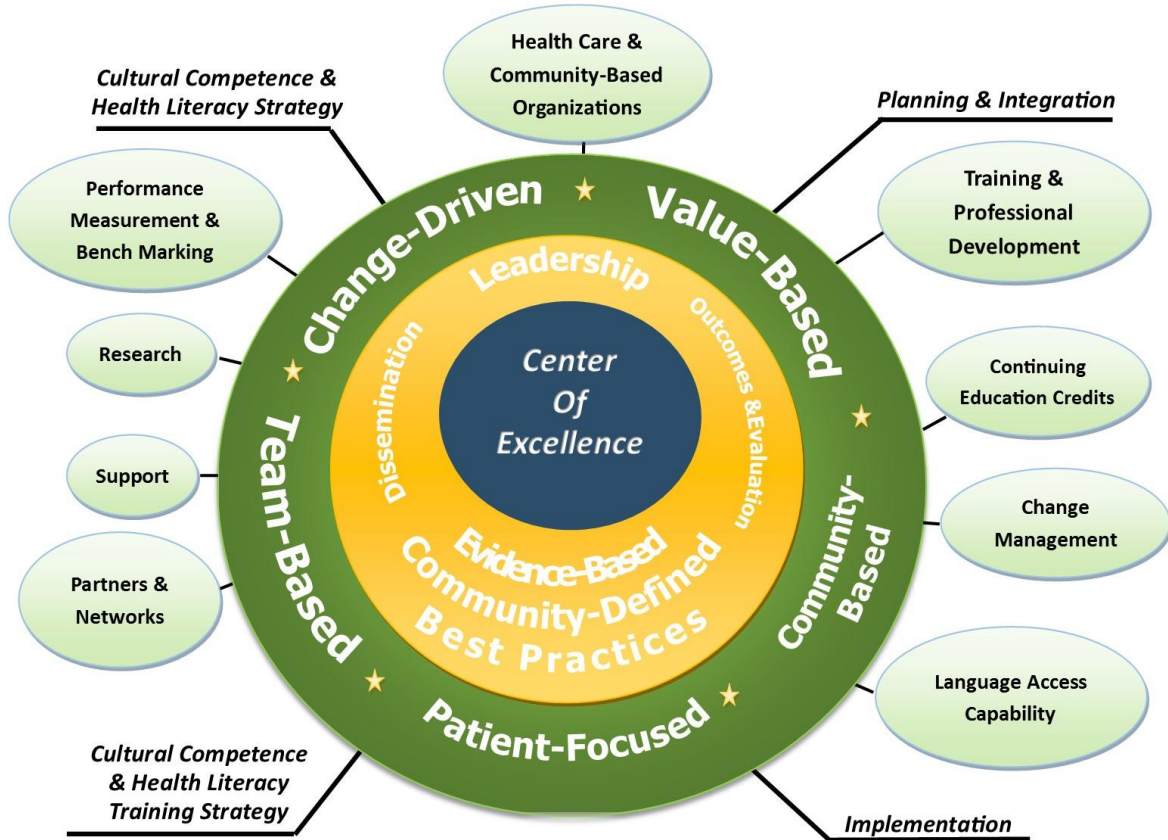 Health Care &
Community-Based
Organizations
Cultural Competence &
Health Literacy Strategy
Planning & Integration
Performance
Measurement &
Bench Marking
Training &
Professional
Development
Research
Continuing
Education Credits
Support
Change
Management
Partners &
Networks
Language Access
Capability
Cultural Competence
& Health Literacy
Training Strategy
Implementation
Change-Driven
Value-Based
Community-
Based
Patient-Focused
Team-Based
Leadership
Outcomes &Evaluation
Dissemination
Evidence-Based
Community-Defined
Best Practices
Center
Of
Excellence